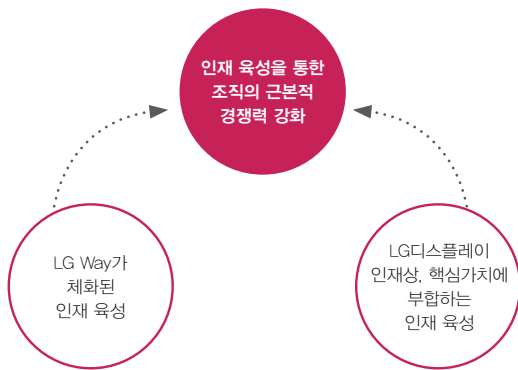 인재 육성을 통한
조직의 근본적
경쟁력 강화
LG Way가
체화된
인재 육성
LG디스플레이
인재상, 핵심가치에
부합하는
인재 육성